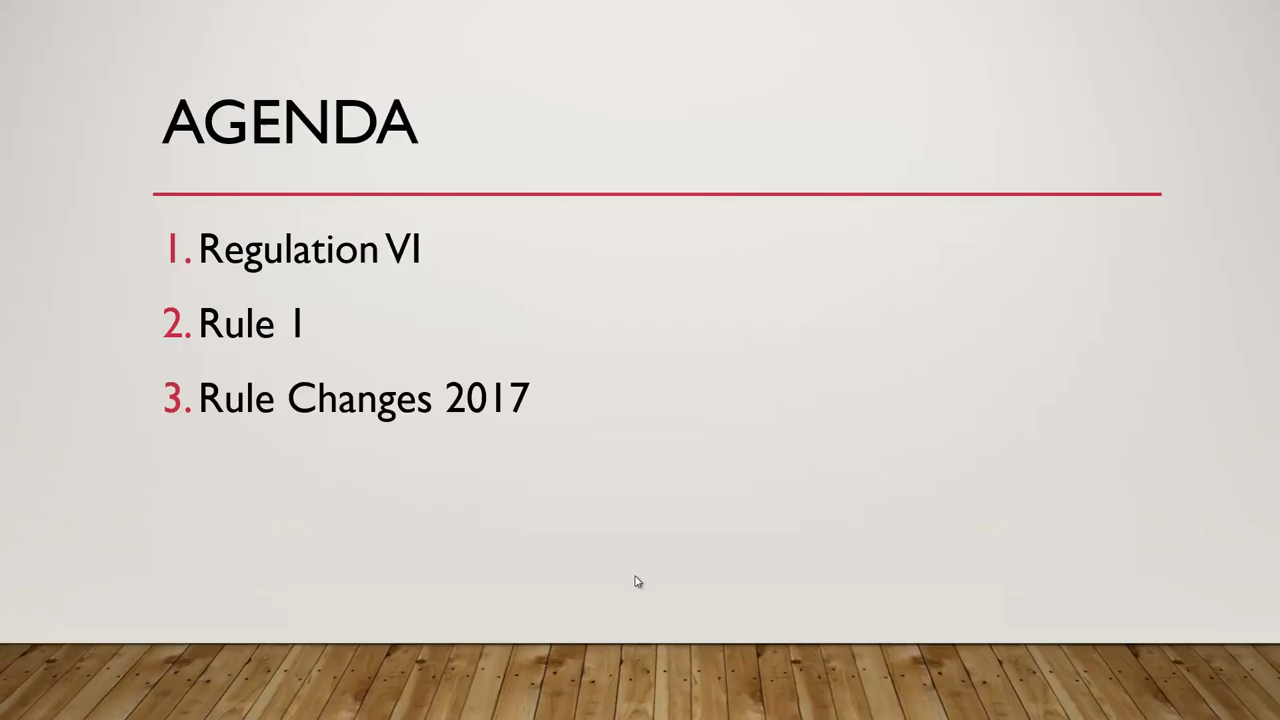 AGENDA
1. Regulation VI
2. Rule 1
3. Rule Changes 2017